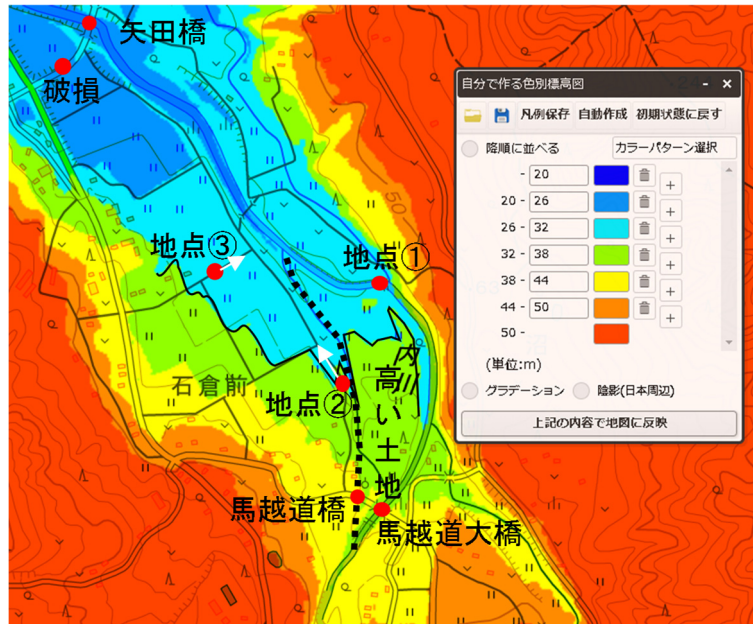 矢田橋
破損
地点③
地点①
石倉前
地点②
内川
高い土地
馬越道橋
馬越道大橋
50
自分で作る色別標高図
- ×
凡例保存 自動作成 初期状態に戻す
降順に並べる カラーパターン選択
- 20
20 - 26
26 - 32
32 - 38
38 - 44
44 - 50
50 -
(単位:m)
グラデーション 陰影(日本周辺)
上記の内容で地図に反映